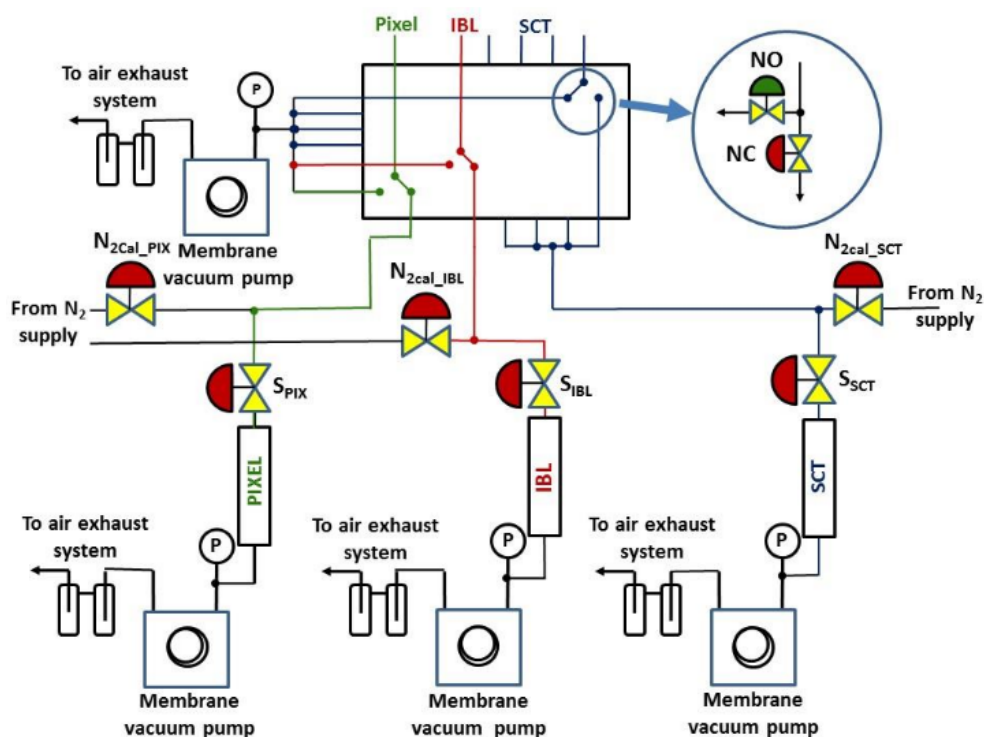 Pixel IBL SCT
To air exhaust
system
P
NO
NC
Membrane
vacuum pump
N2Cal_PIX
N2cal_IBL
N2cal_SCT
From N2
supply
From N2
supply
SPIX
SIBL
SSCT
PIXEL
IBL
SCT
To air exhaust
system
P
To air exhaust
system
P
To air exhaust
system
P
Membrane
vacuum pump
Membrane
vacuum pump
Membrane
vacuum pump